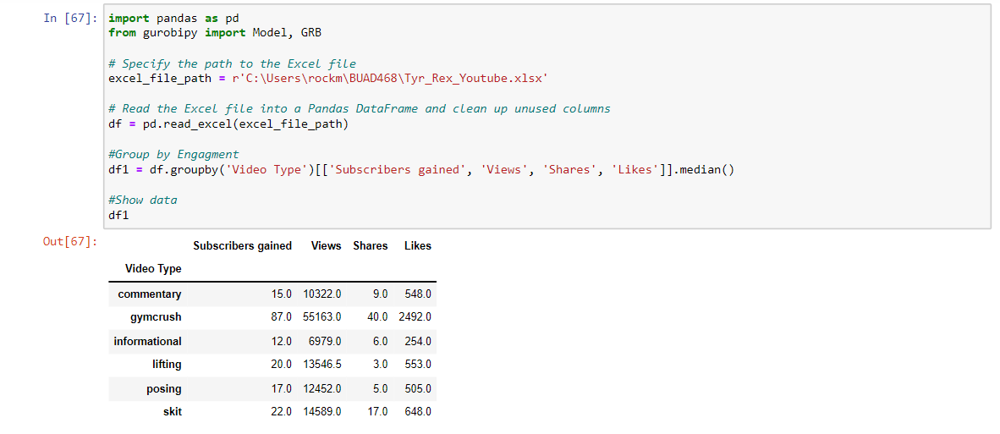 In [67]: import pandas as pd
from gurobipy import Model, GRB
# Specify the path to the Excel file
excel_file_path = r'C:\Users\rockm\BUAD468\Tyr_Rex_Youtube.xlsx'
# Read the Excel file into a Pandas DataFrame and clean up unused columns
df = pd.read_excel(excel_file_path)
#Group by Engagment
df1 = df.groupby('Video Type')[['Subscribers gained', 'Views', 'Shares', 'Likes']].median()
#Show data
df1
Out[67]:
Subscribers gained Views Shares Likes
Video Type
commentary 15.0 10322.0 9.0 548.0
gymcrush 87.0 55163.0 40.0 2492.0
informational 12.0 6979.0 6.0 254.0
lifting 20.0 13546.5 3.0 553.0
posing 17.0 12452.0 5.0 505.0
skit 22.0 14589.0 17.0 648.0